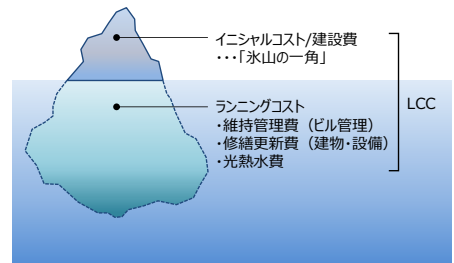 イニシャルコスト/建設費
・・・「氷山の一角」
ランニングコスト
・維持管理費（ビル管理）
・修繕更新費（建物・設備）
・光熱水費
LCC